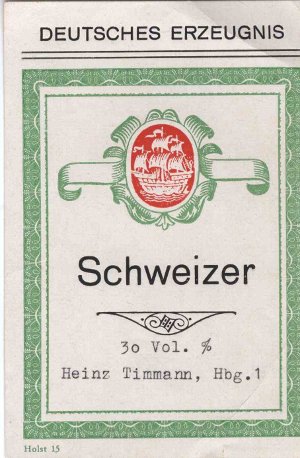 DEUTSCHES ERZEUGNIS
Schweizer
30 Vol. %
Heinz Timmann, Hbg.1
Holst 15